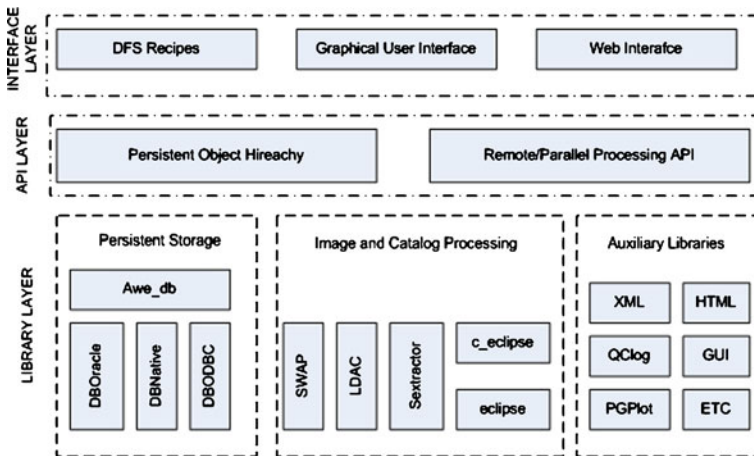 INTERFACE
LAYER
DFS Recipes
Graphical User Interface
Web Interafce
API LAYER
Persistent Object Hireachy
Remote/Parallel Processing API
LIBRARY LAYER
Persistent Storage
Awe_db
DBOracle
DBNative
DBODBC
Image and Catalog Processing
SWAP
LDAC
Sextractor
c_eclipse
eclipse
Auxiliary Libraries
XML
HTML
QClog
GUI
PGPlot
ETC